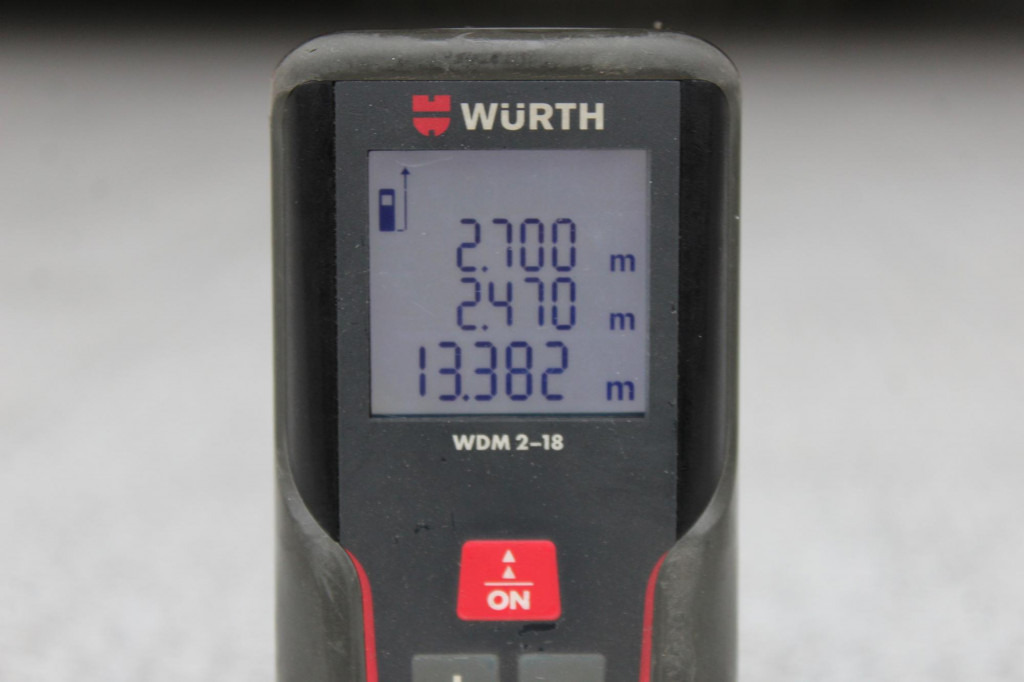 WÜRTH
2.700 m
2.470 m
13.382 m
WDM 2-18
ON